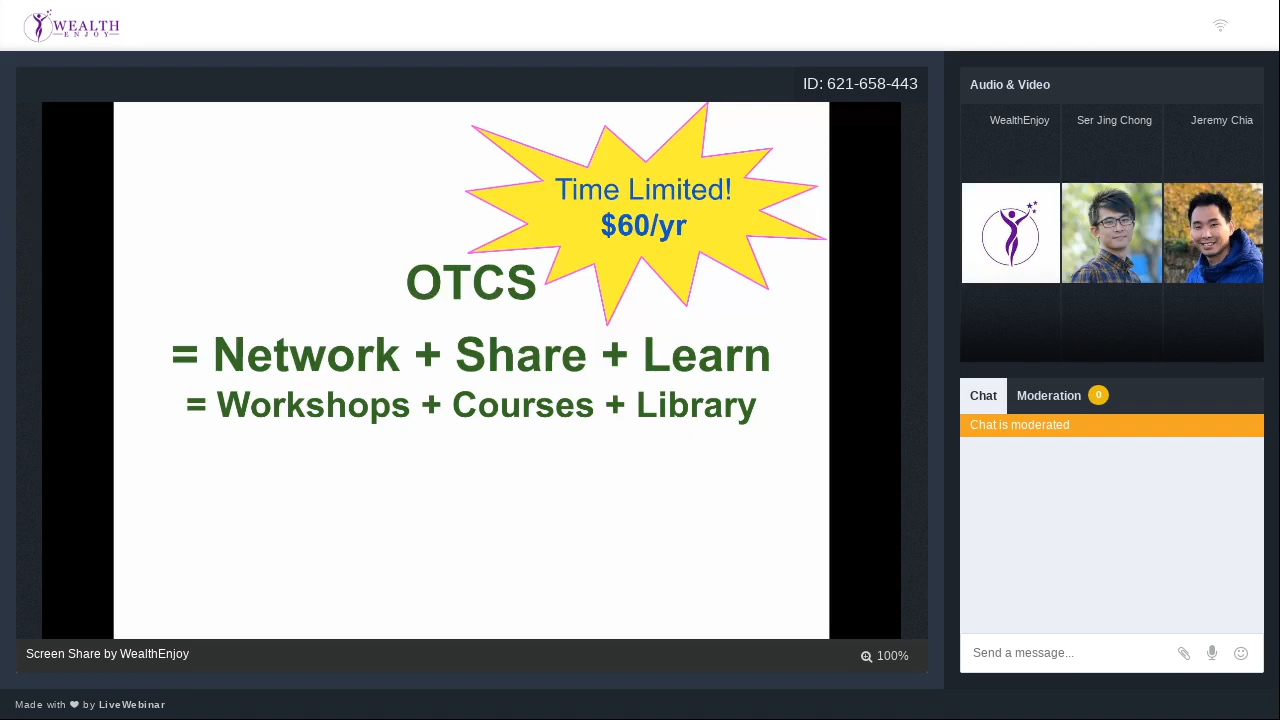 WEALTH
ENJOY
ID: 621-658-443
Time Limited!
$60/yr
OTCS
= Network + Share + Learn
= Workshops + Courses + Library
Screen Share by WealthEnjoy
100%
Audio & Video
WealthEnjoy
Ser Jing Chong
Jeremy Chia
Chat
Moderation
0
Chat is moderated
Send a message...
Made with ❤ by LiveWebinar